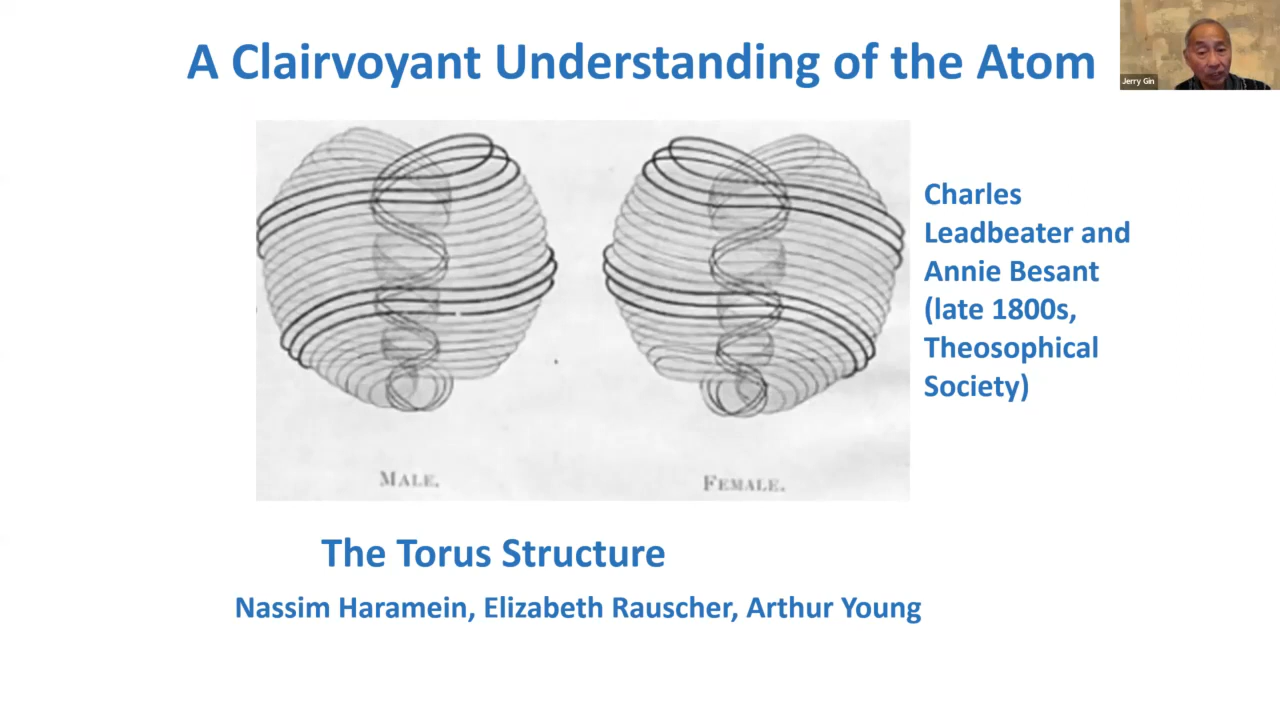 A Clairvoyant Understanding of the Atom
Jerry Gin
Charles
Leadbeater and
Annie Besant
(late 1800s,
Theosophical
Society)
MALE.
FEMALE.
The Torus Structure
Nassim Haramein, Elizabeth Rauscher, Arthur Young